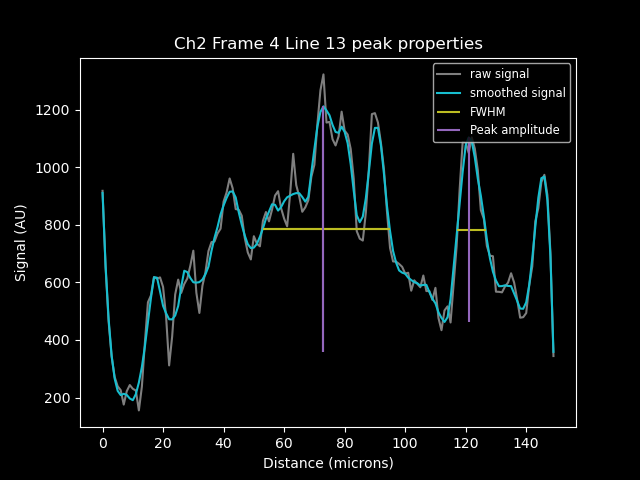 Ch2 Frame 4 Line 13 peak properties
raw signal
smoothed signal
FWHM
Peak amplitude
Signal (AU)
1200
1000
800
600
400
200
0 20 40 60 80 100 120 140
Distance (microns)